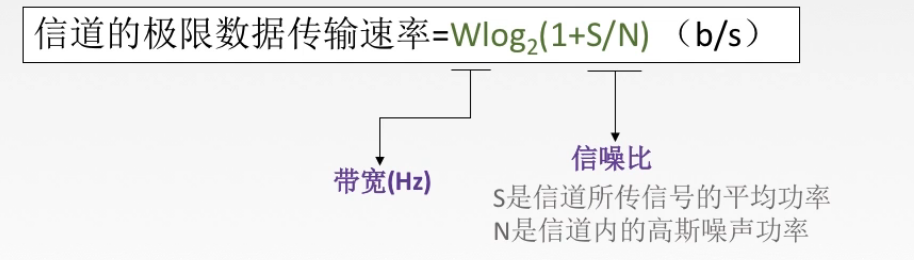 信道的极限数据传输速率=Wlog₂(1+S/N) （b/s）
带宽(Hz)
信噪比
S是信道所传信号的平均功率
N是信道内的高斯噪声功率